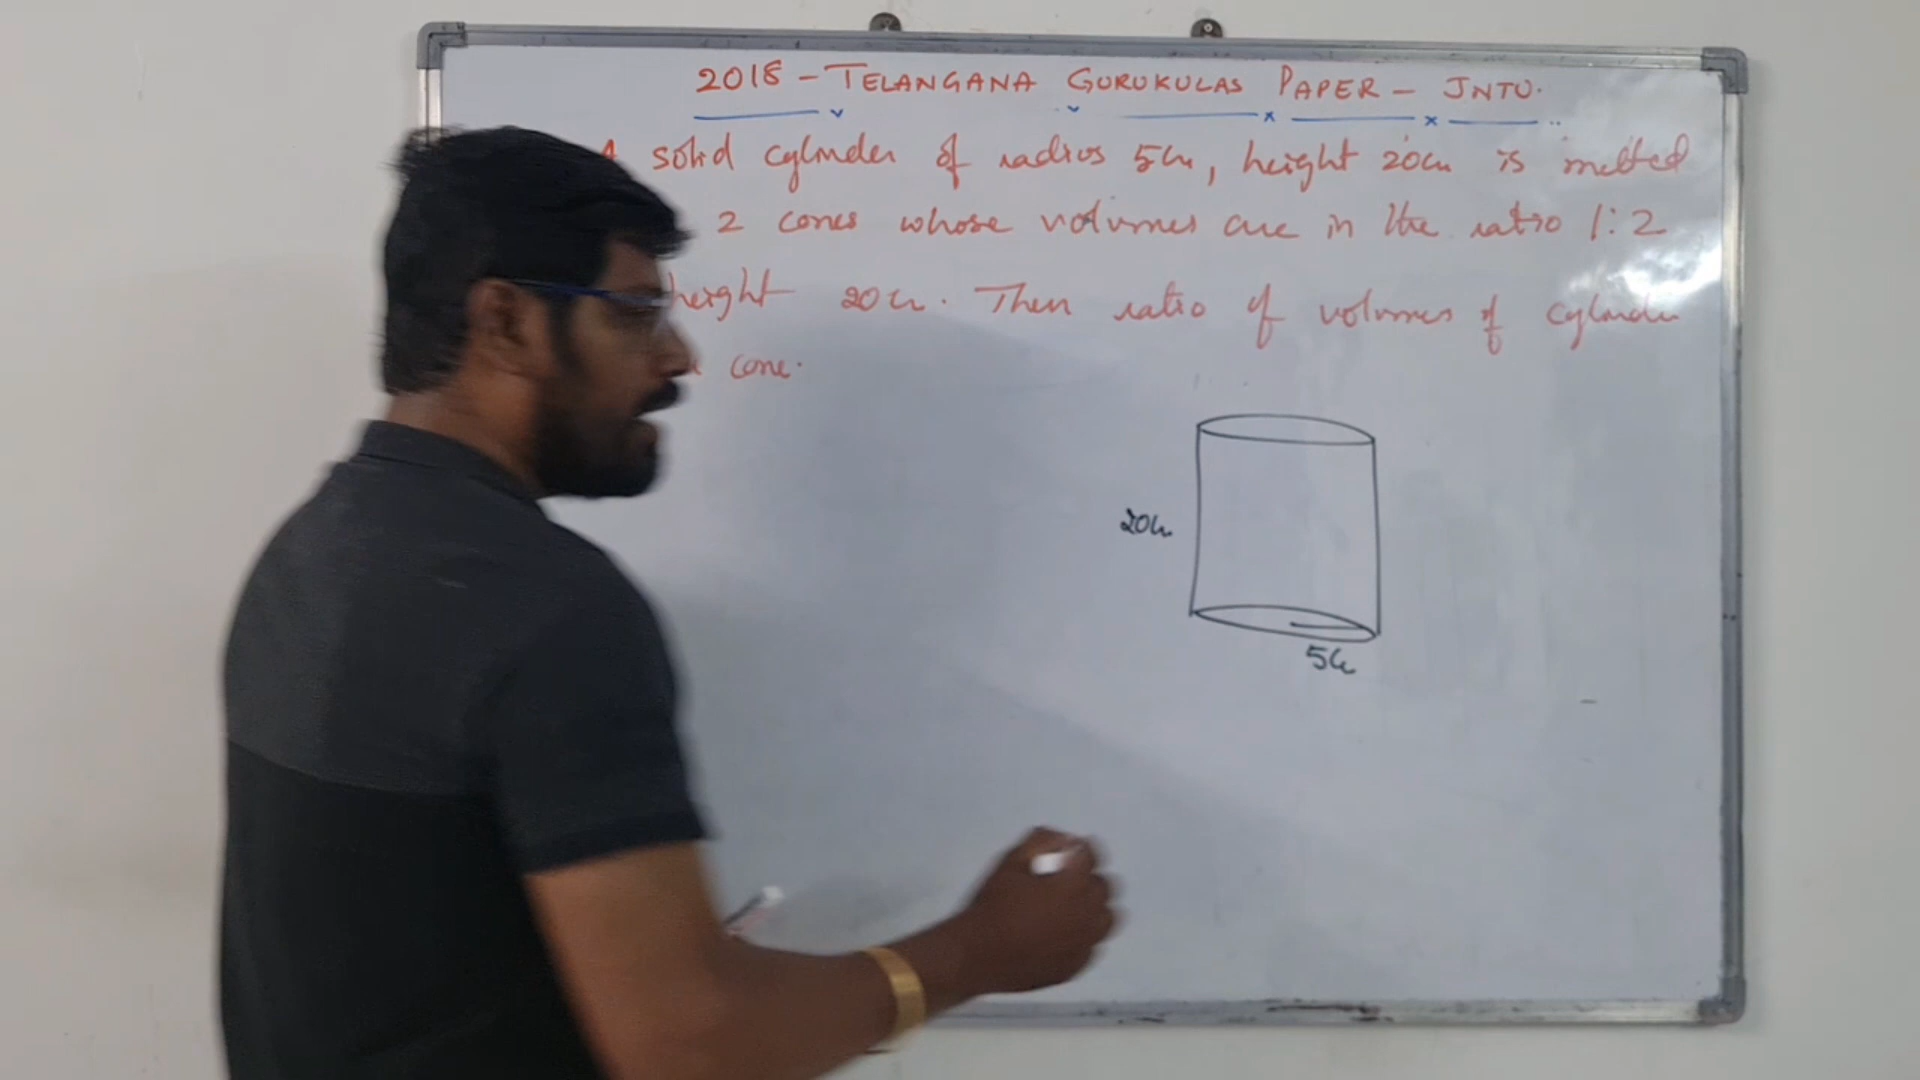 2018 - TELANGANA GURUKULAS PAPER - JNTU.
A solid cylinder of radius 5cm, height 20cm is melted
2 cones whose volumes are in the ratio 1:2
height 20cm. Then ratio of volumes of cylinder
cone.
20cm
5cm